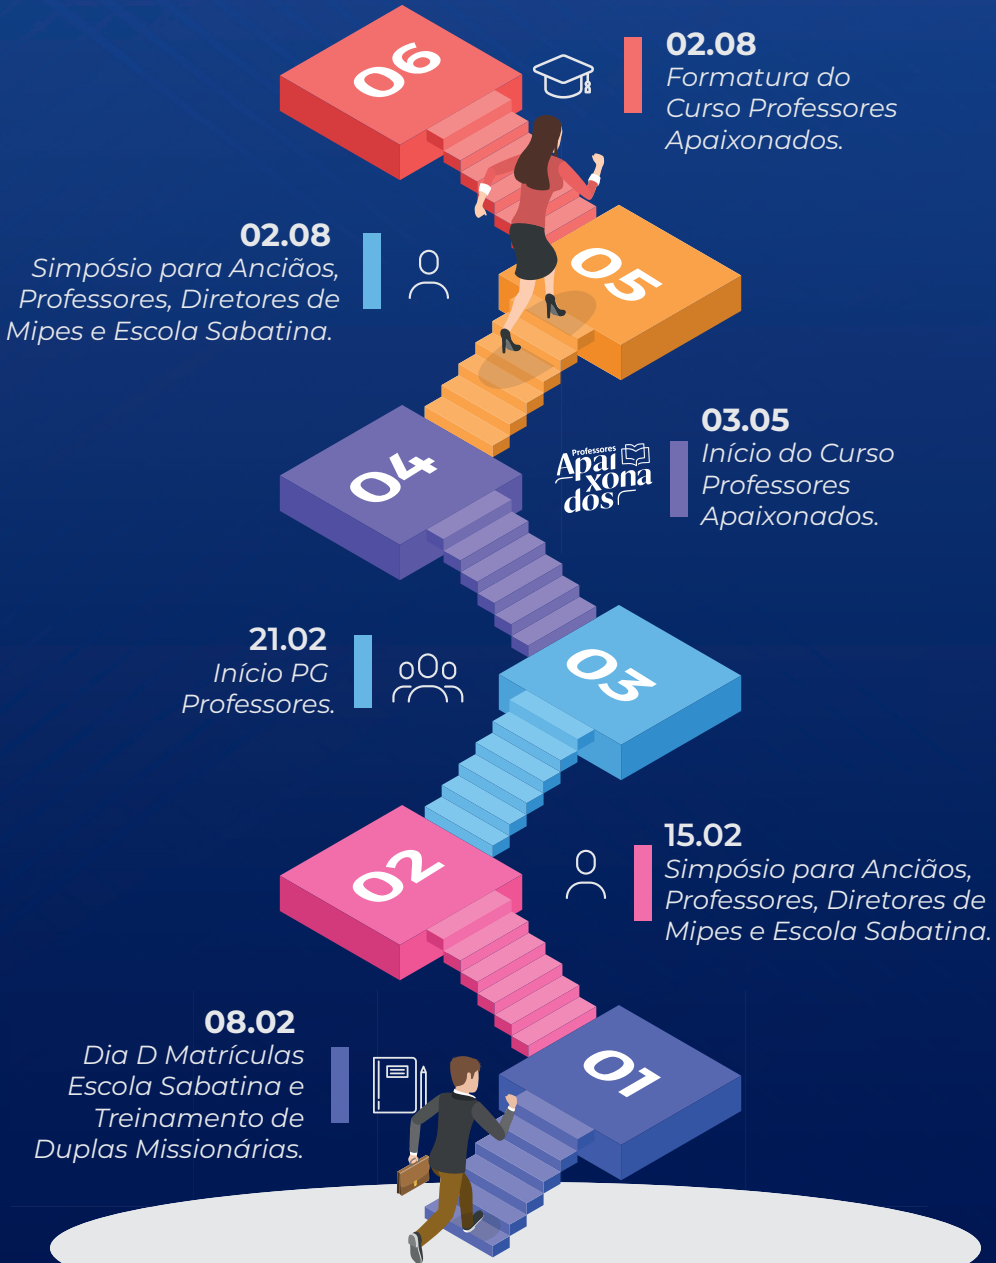 06
02.08
Formatura do
Curso Professores
Apaixonados.
02.08
Simpósio para Anciãos,
Professores, Diretores de
Mipes e Escola Sabatina.
05
04
03.05
Início do Curso
Professores
Apaixonados.
Professores
Apai
xona
dos
21.02
Início PG
Professores.
03
02
15.02
Simpósio para Anciãos,
Professores, Diretores de
Mipes e Escola Sabatina.
08.02
Dia D Matrículas
Escola Sabatina e
Treinamento de
Duplas Missionárias.
01